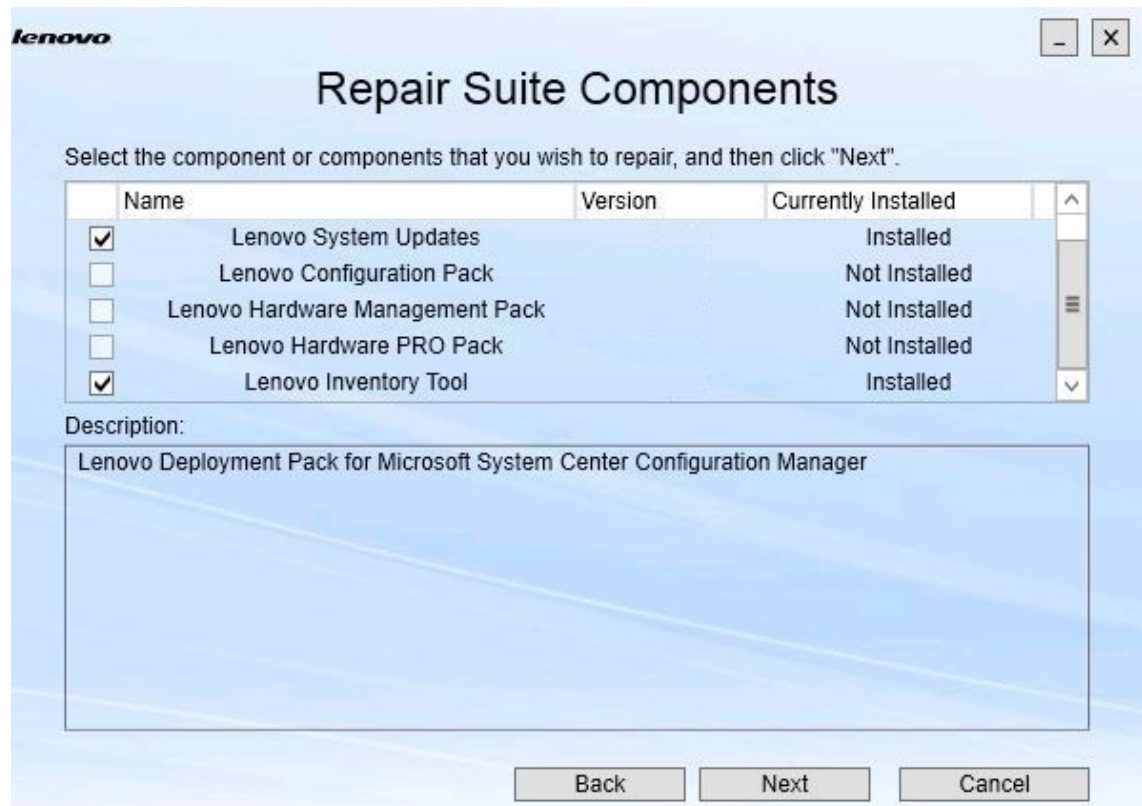 lenovo
Repair Suite Components
Select the component or components that you wish to repair, and then click "Next".
Name Version Currently Installed
Lenovo System Updates Installed
Lenovo Configuration Pack Not Installed
Lenovo Hardware Management Pack Not Installed
Lenovo Hardware PRO Pack Not Installed
Lenovo Inventory Tool Installed
Description:
Lenovo Deployment Pack for Microsoft System Center Configuration Manager
Back Next Cancel